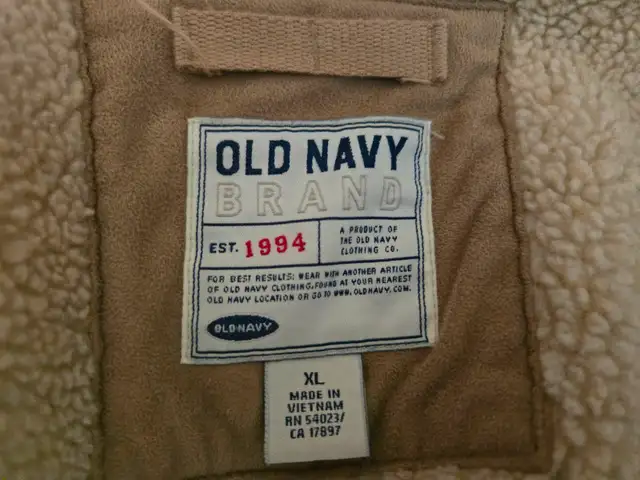 OLD NAVY
BRAND
EST. 1994
A PRODUCT OF
THE OLD NAVY
CLOTHING CO.
FOR BEST RESULTS: WEAR WITH ANOTHER ARTICLE
OF OLD NAVY CLOTHING. FOUND AT YOUR NEAREST
OLD NAVY LOCATION OR GO TO WWW.OLDNAVY.COM.
OLD NAVY
XL
MADE IN
VIETNAM
RN 54023/
CA 17897